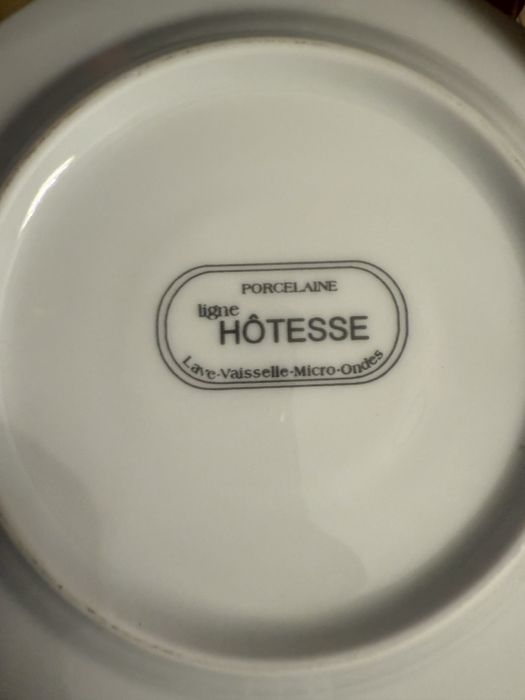 PORCELAINE
ligne
HÔTESSE
Lave-Vaisselle-Micro-Ondes